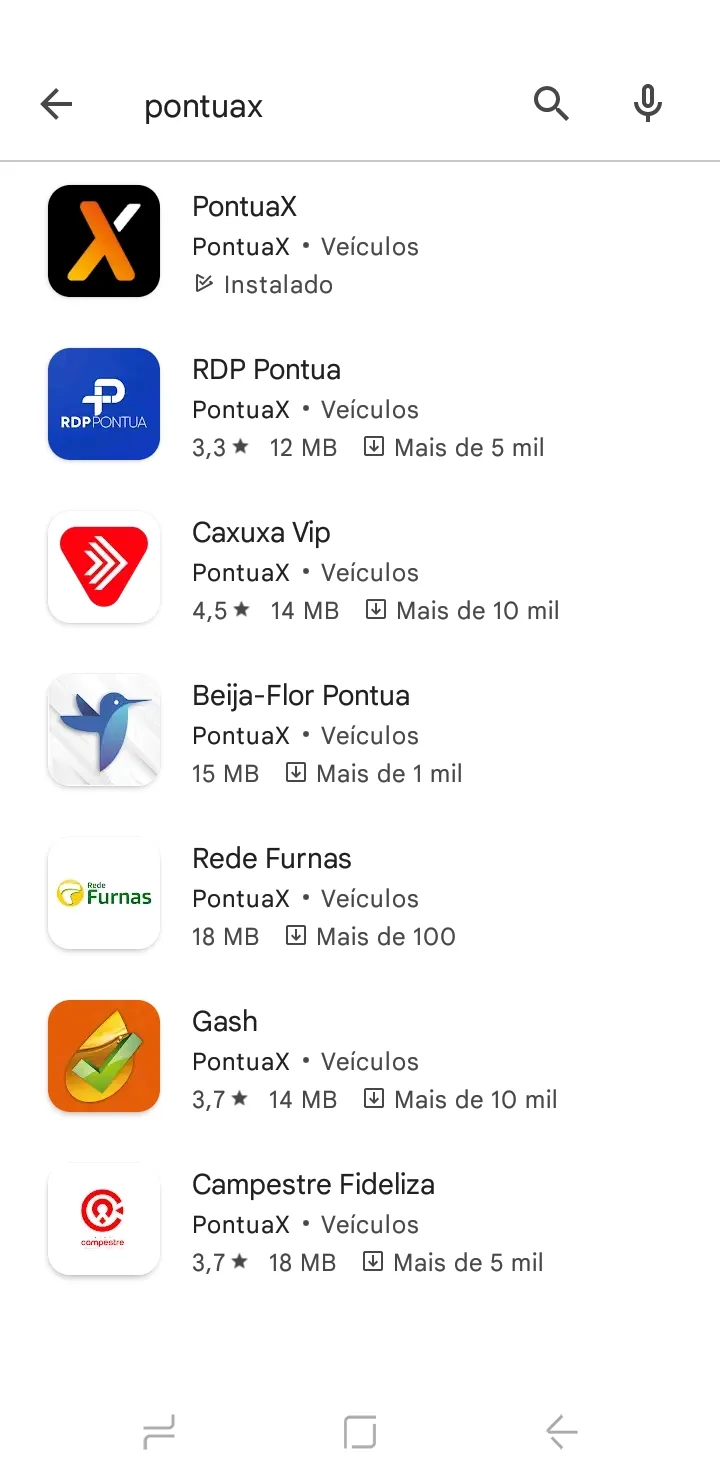 pontuax
PontuaX
PontuaX • Veículos
Instalado
RDP Pontua
PontuaX • Veículos
3,3★ 12 MB Mais de 5 mil
RDPPONTUA
Caxuxa Vip
PontuaX • Veículos
4,5★ 14 MB Mais de 10 mil
Beija-Flor Pontua
PontuaX • Veículos
15 MB Mais de 1 mil
Rede Furnas
PontuaX • Veículos
18 MB Mais de 100
Rede
Furnas
Gash
PontuaX • Veículos
3,7★ 14 MB Mais de 10 mil
Campestre Fideliza
PontuaX • Veículos
3,7★ 18 MB Mais de 5 mil
campestre